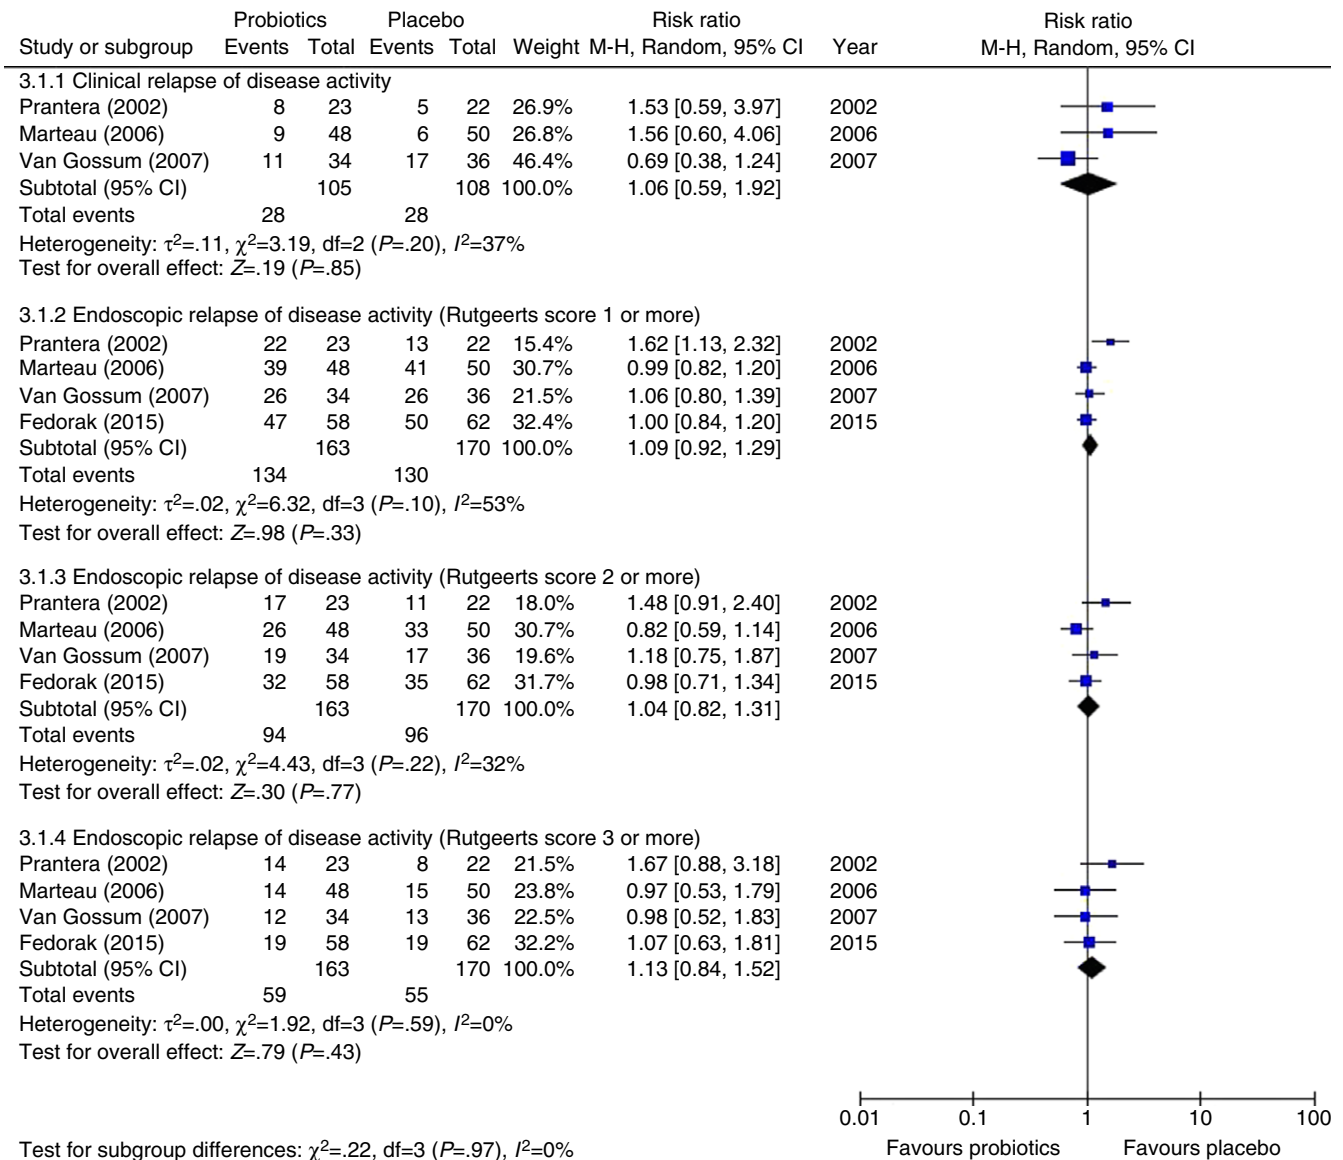 Probiotics Placebo Risk ratio Risk ratio
Study or subgroup Events Total Events Total Weight M-H, Random, 95% CI Year M-H, Random, 95% CI
3.1.1 Clinical relapse of disease activity
Prantera (2002) 8 23 5 22 26.9% 1.53 [0.59, 3.97] 2002
Marteau (2006) 9 48 6 50 26.8% 1.56 [0.60, 4.06] 2006
Van Gossum (2007) 11 34 17 36 46.4% 0.69 [0.38, 1.24] 2007
Subtotal (95% CI) 105 108 100.0% 1.06 [0.59, 1.92]
Total events 28 28
Heterogeneity: τ²=.11, χ²=3.19, df=2 (P=.20), I²=37%
Test for overall effect: Z=.19 (P=.85)
3.1.2 Endoscopic relapse of disease activity (Rutgeerts score 1 or more)
Prantera (2002) 22 23 13 22 15.4% 1.62 [1.13, 2.32] 2002
Marteau (2006) 39 48 41 50 30.7% 0.99 [0.82, 1.20] 2006
Van Gossum (2007) 26 34 26 36 21.5% 1.06 [0.80, 1.39] 2007
Fedorak (2015) 47 58 50 62 32.4% 1.00 [0.84, 1.20] 2015
Subtotal (95% CI) 163 170 100.0% 1.09 [0.92, 1.29]
Total events 134 130
Heterogeneity: τ²=.02, χ²=6.32, df=3 (P=.10), I²=53%
Test for overall effect: Z=.98 (P=.33)
3.1.3 Endoscopic relapse of disease activity (Rutgeerts score 2 or more)
Prantera (2002) 17 23 11 22 18.0% 1.48 [0.91, 2.40] 2002
Marteau (2006) 26 48 33 50 30.7% 0.82 [0.59, 1.14] 2006
Van Gossum (2007) 19 34 17 36 19.6% 1.18 [0.75, 1.87] 2007
Fedorak (2015) 32 58 35 62 31.7% 0.98 [0.71, 1.34] 2015
Subtotal (95% CI) 163 170 100.0% 1.04 [0.82, 1.31]
Total events 94 96
Heterogeneity: τ²=.02, χ²=4.43, df=3 (P=.22), I²=32%
Test for overall effect: Z=.30 (P=.77)
3.1.4 Endoscopic relapse of disease activity (Rutgeerts score 3 or more)
Prantera (2002) 14 23 8 22 21.5% 1.67 [0.88, 3.18] 2002
Marteau (2006) 14 48 15 50 23.8% 0.97 [0.53, 1.79] 2006
Van Gossum (2007) 12 34 13 36 22.5% 0.98 [0.52, 1.83] 2007
Fedorak (2015) 19 58 19 62 32.2% 1.07 [0.63, 1.81] 2015
Subtotal (95% CI) 163 170 100.0% 1.13 [0.84, 1.52]
Total events 59 55
Heterogeneity: τ²=.00, χ²=1.92, df=3 (P=.59), I²=0%
Test for overall effect: Z=.79 (P=.43)
0.01 0.1 1 10 100
Test for subgroup differences: χ²=.22, df=3 (P=.97), I²=0% Favours probiotics Favours placebo